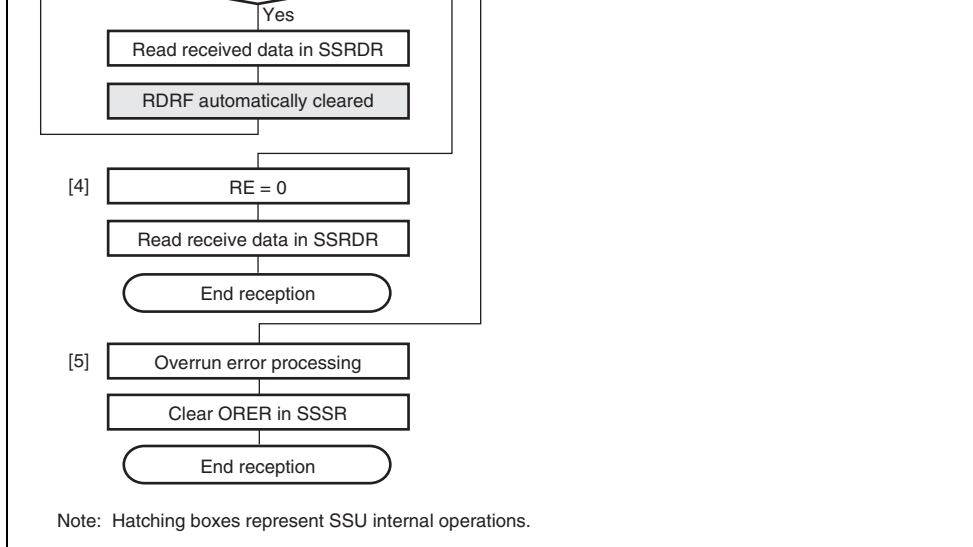 Yes
Read received data in SSRDR
RDRF automatically cleared
[4]
RE = 0
Read receive data in SSRDR
End reception
[5]
Overrun error processing
Clear ORER in SSSR
End reception
Note: Hatching boxes represent SSU internal operations.